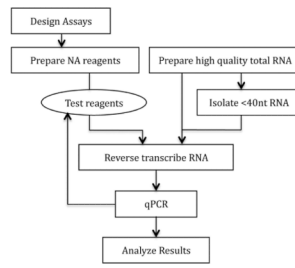 Design Assays
Prepare NA reagents
Prepare high quality total RNA
Test reagents
Isolate <40nt RNA
Reverse transcribe RNA
qPCR
Analyze Results